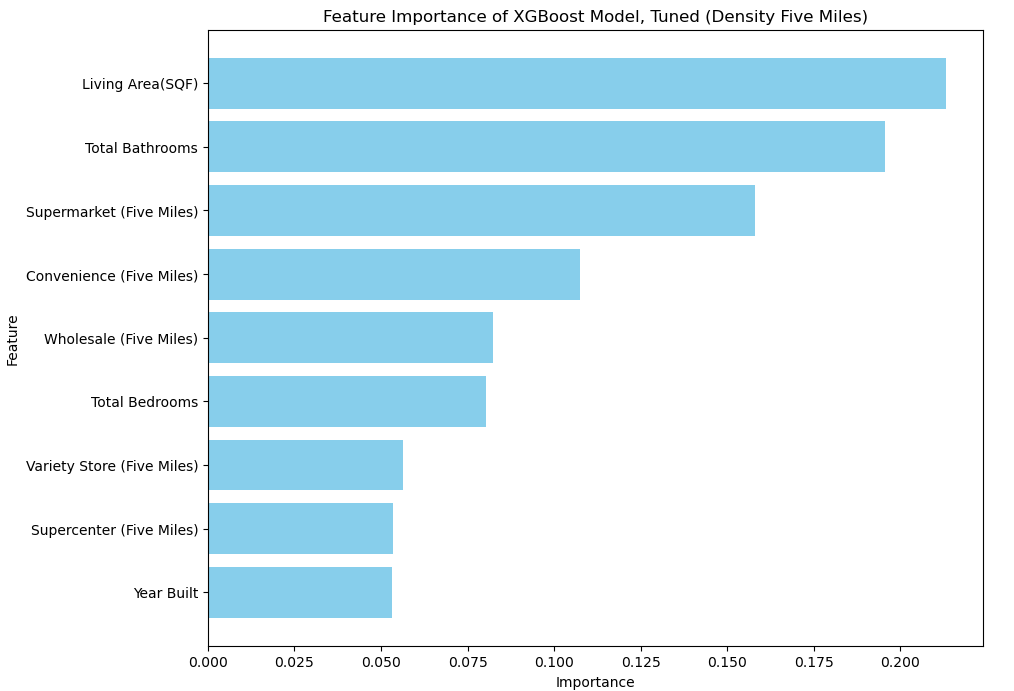 Feature Importance of XGBoost Model, Tuned (Density Five Miles)
Living Area(SQF)
Total Bathrooms
Supermarket (Five Miles)
Convenience (Five Miles)
Wholesale (Five Miles)
Total Bedrooms
Variety Store (Five Miles)
Supercenter (Five Miles)
Year Built
Feature
0.000 0.025 0.050 0.075 0.100 0.125 0.150 0.175 0.200
Importance